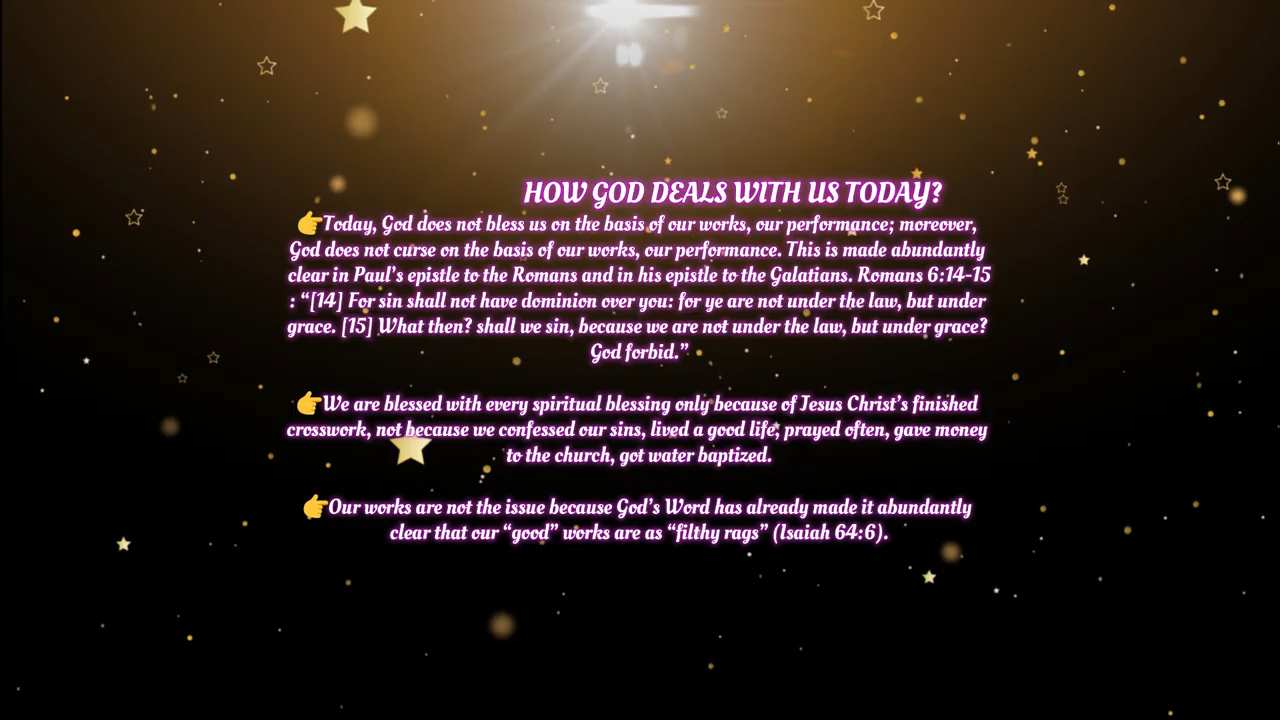 HOW GOD DEALS WITH US TODAY?
👉Today, God does not bless us on the basis of our works, our performance; moreover,
God does not curse on the basis of our works, our performance. This is made abundantly
clear in Paul’s epistle to the Romans and in his epistle to the Galatians. Romans 6:14-15
: “[14] For sin shall not have dominion over you: for ye are not under the law, but under
grace. [15] What then? shall we sin, because we are not under the law, but under grace?
God forbid.”
👉We are blessed with every spiritual blessing only because of Jesus Christ’s finished
crosswork, not because we confessed our sins, lived a good life, prayed often, gave money
to the church, got water baptized.
👉Our works are not the issue because God’s Word has already made it abundantly
clear that our “good” works are as “filthy rags” (Isaiah 64:6).